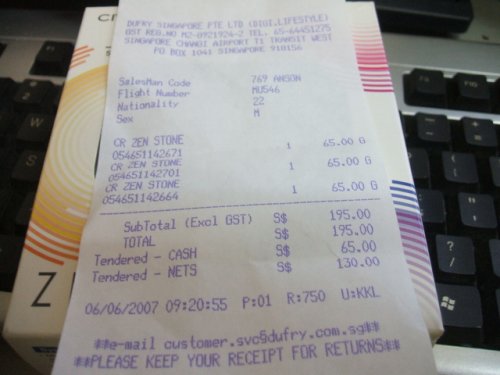 DUFRY SINGAPORE PTE LTD (DIGI.LIFESTYLE)
GST REG.NO M2-0921924-2 TEL. 65-64451275
SINGAPORE CHANGI AIRPORT T1 TRANSIT WEST
PO BOX 1041 SINGAPORE 910156
SalesMan Code 769 ANSON
Flight Number MU546
Nationality 22
Sex M
CR ZEN STONE 1 65.00 G
054651142671
CR ZEN STONE 1 65.00 G
054651142701
CR ZEN STONE 1 65.00 G
054651142664
SubTotal (Excl GST) S$ 195.00
TOTAL S$ 195.00
Tendered - CASH S$ 65.00
Tendered - NETS S$ 130.00
06/06/2007 09:20:55 P:01 R:750 U:KKL
**e-mail customer.svc@dufry.com.sg**
**PLEASE KEEP YOUR RECEIPT FOR RETURNS**
Z